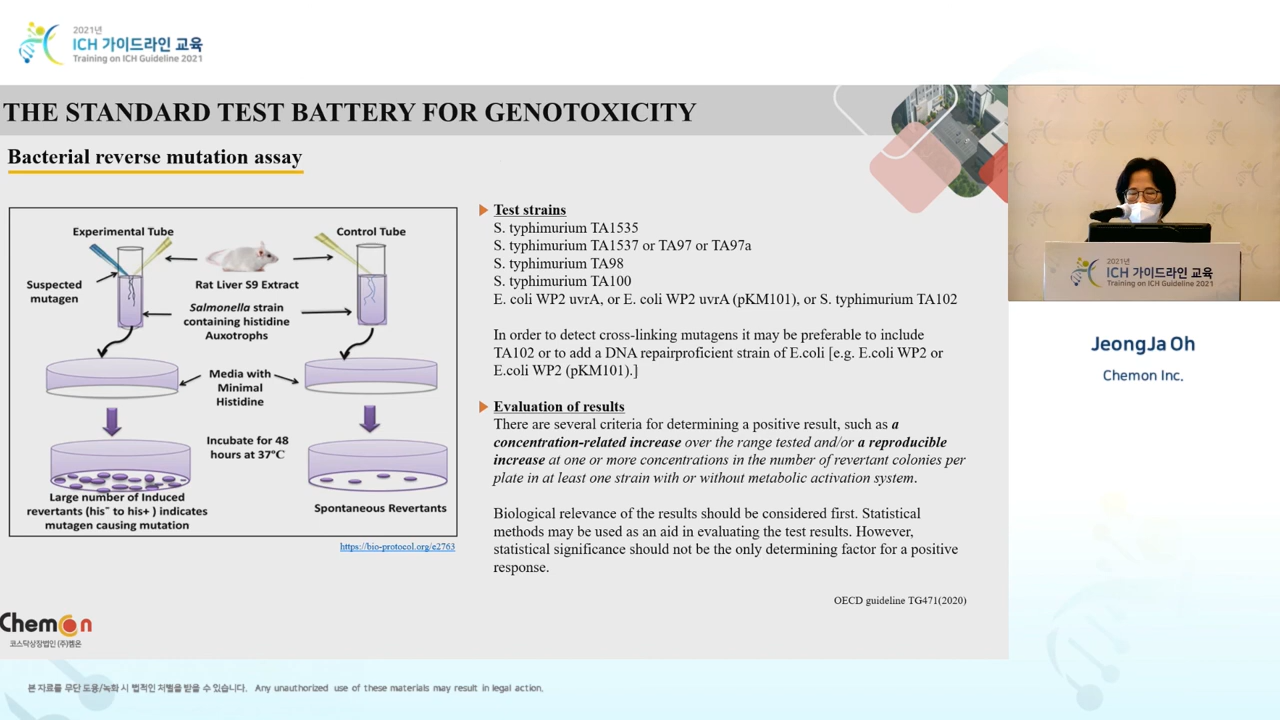 2021년
ICH 가이드라인 교육
Training on ICH Guideline 2021
THE STANDARD TEST BATTERY FOR GENOTOXICITY
Bacterial reverse mutation assay
Experimental Tube
Control Tube
Suspected
mutagen
Rat Liver S9 Extract
Salmonella strain
containing histidine
Auxotrophs
Media with
Minimal
Histidine
Incubate for 48
hours at 37°C
Large number of Induced
revertants (his⁻ to his+ ) indicates
mutagen causing mutation
Spontaneous Revertants
https://bio-protocol.org/e2763
Test strains
S. typhimurium TA1535
S. typhimurium TA1537 or TA97 or TA97a
S. typhimurium TA98
S. typhimurium TA100
E. coli WP2 uvrA, or E. coli WP2 uvrA (pKM101), or S. typhimurium TA102
In order to detect cross-linking mutagens it may be preferable to include
TA102 or to add a DNA repairproficient strain of E.coli [e.g. E.coli WP2 or
E.coli WP2 (pKM101).]
Evaluation of results
There are several criteria for determining a positive result, such as a
concentration-related increase over the range tested and/or a reproducible
increase at one or more concentrations in the number of revertant colonies per
plate in at least one strain with or without metabolic activation system.
Biological relevance of the results should be considered first. Statistical
methods may be used as an aid in evaluating the test results. However,
statistical significance should not be the only determining factor for a positive
response.
OECD guideline TG471(2020)
Chemon
코스닥상장법인 (주)켐온
2021년
ICH 가이드라인 교육
Training on ICH Guideline 2021
JeongJa Oh
Chemon Inc.
본 자료를 무단 도용/녹화 시 법적인 처벌을 받을 수 있습니다. Any unauthorized use of these materials may result in legal action.